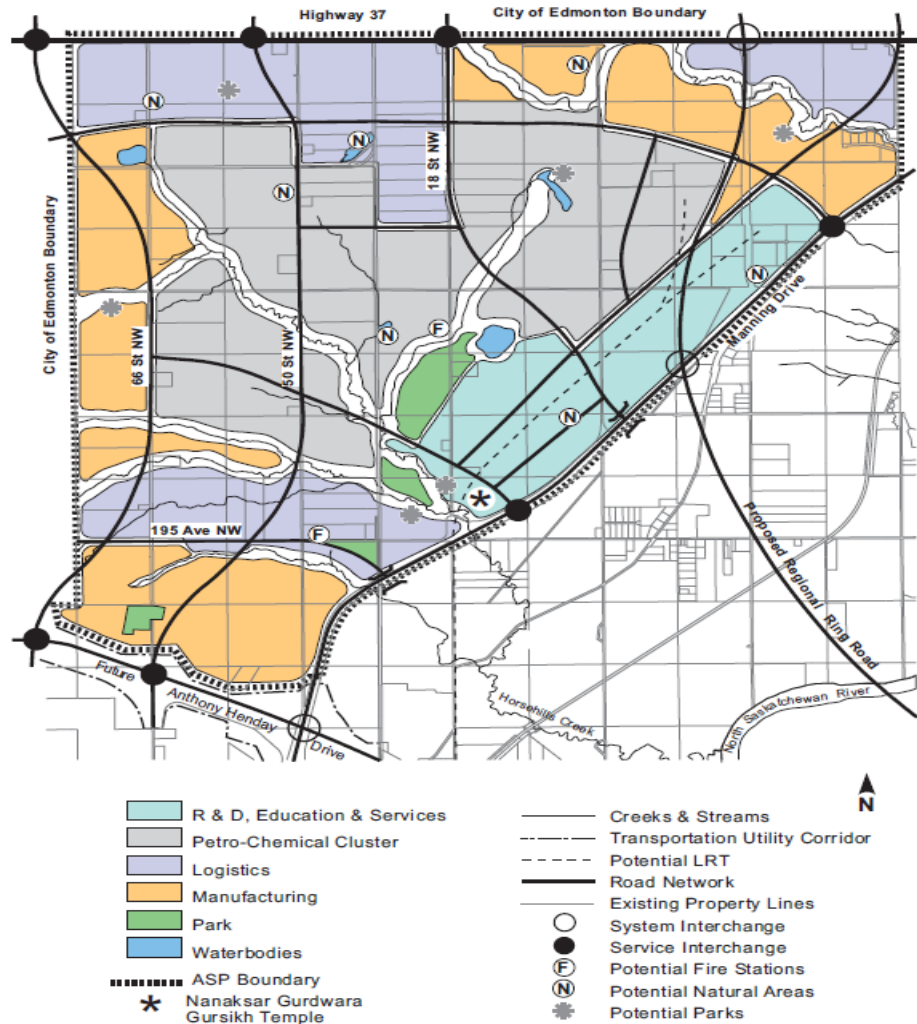 Highway 37
City of Edmonton Boundary
N
N
N
18 St NW
N
City of Edmonton Boundary
N
Manning Drive
66 St NW
50 St NW
N
F
N
195 Ave NW
F
Proposed Regional Ring Road
Future
Anthony Henday
Drive
Horsehills Creek
North Saskatchewan River
N
R & D, Education & Services
Petro-Chemical Cluster
Logistics
Manufacturing
Park
Waterbodies
ASP Boundary
Nanaksar Gurdwara
Gursikh Temple
Creeks & Streams
Transportation Utility Corridor
Potential LRT
Road Network
Existing Property Lines
System Interchange
Service Interchange
F Potential Fire Stations
N Potential Natural Areas
Potential Parks